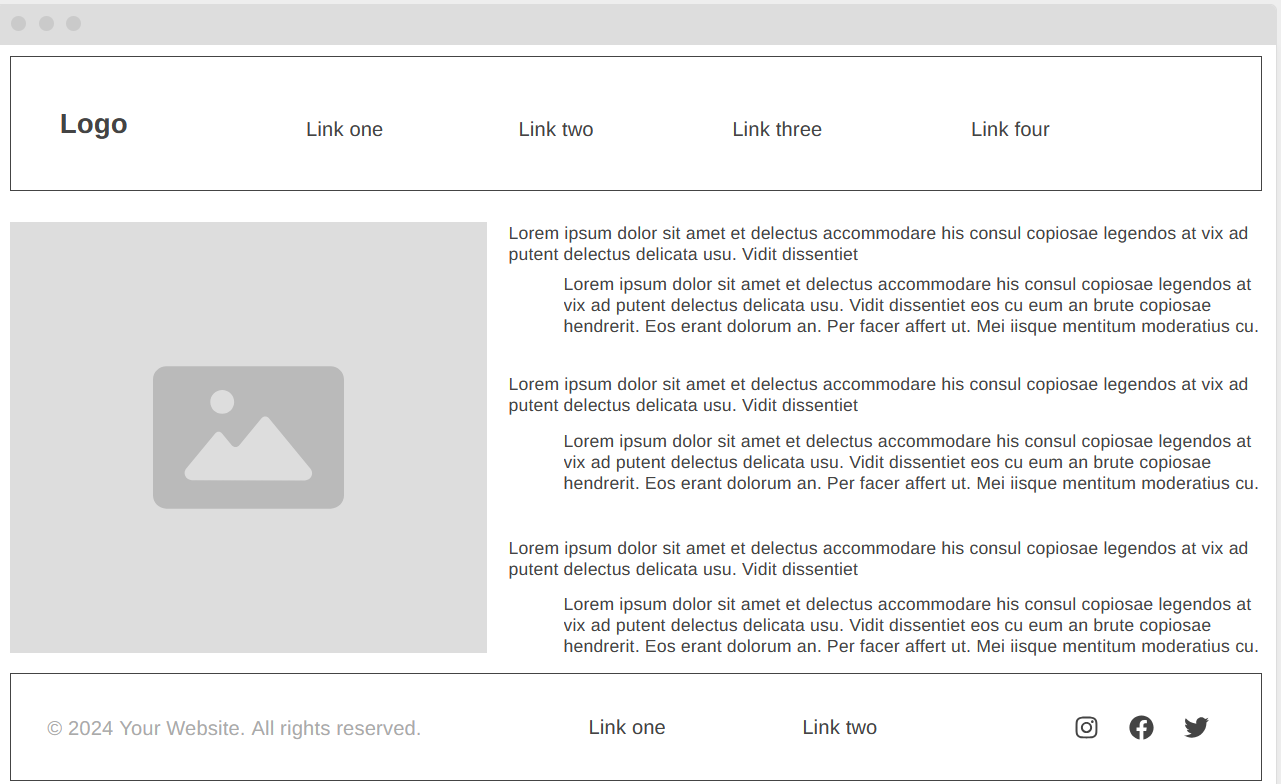 Logo
Link one
Link two
Link three
Link four
Lorem ipsum dolor sit amet et delectus accommodare his consul copiosae legendos at vix ad
putent delectus delicata usu. Vidit dissentiet
Lorem ipsum dolor sit amet et delectus accommodare his consul copiosae legendos at
vix ad putent delectus delicata usu. Vidit dissentiet eos cu eum an brute copiosae
hendrerit. Eos erant dolorum an. Per facer affert ut. Mei iisque mentitum moderatius cu.
Lorem ipsum dolor sit amet et delectus accommodare his consul copiosae legendos at vix ad
putent delectus delicata usu. Vidit dissentiet
Lorem ipsum dolor sit amet et delectus accommodare his consul copiosae legendos at
vix ad putent delectus delicata usu. Vidit dissentiet eos cu eum an brute copiosae
hendrerit. Eos erant dolorum an. Per facer affert ut. Mei iisque mentitum moderatius cu.
Lorem ipsum dolor sit amet et delectus accommodare his consul copiosae legendos at vix ad
putent delectus delicata usu. Vidit dissentiet
Lorem ipsum dolor sit amet et delectus accommodare his consul copiosae legendos at
vix ad putent delectus delicata usu. Vidit dissentiet eos cu eum an brute copiosae
hendrerit. Eos erant dolorum an. Per facer affert ut. Mei iisque mentitum moderatius cu.
© 2024 Your Website. All rights reserved.
Link one
Link two